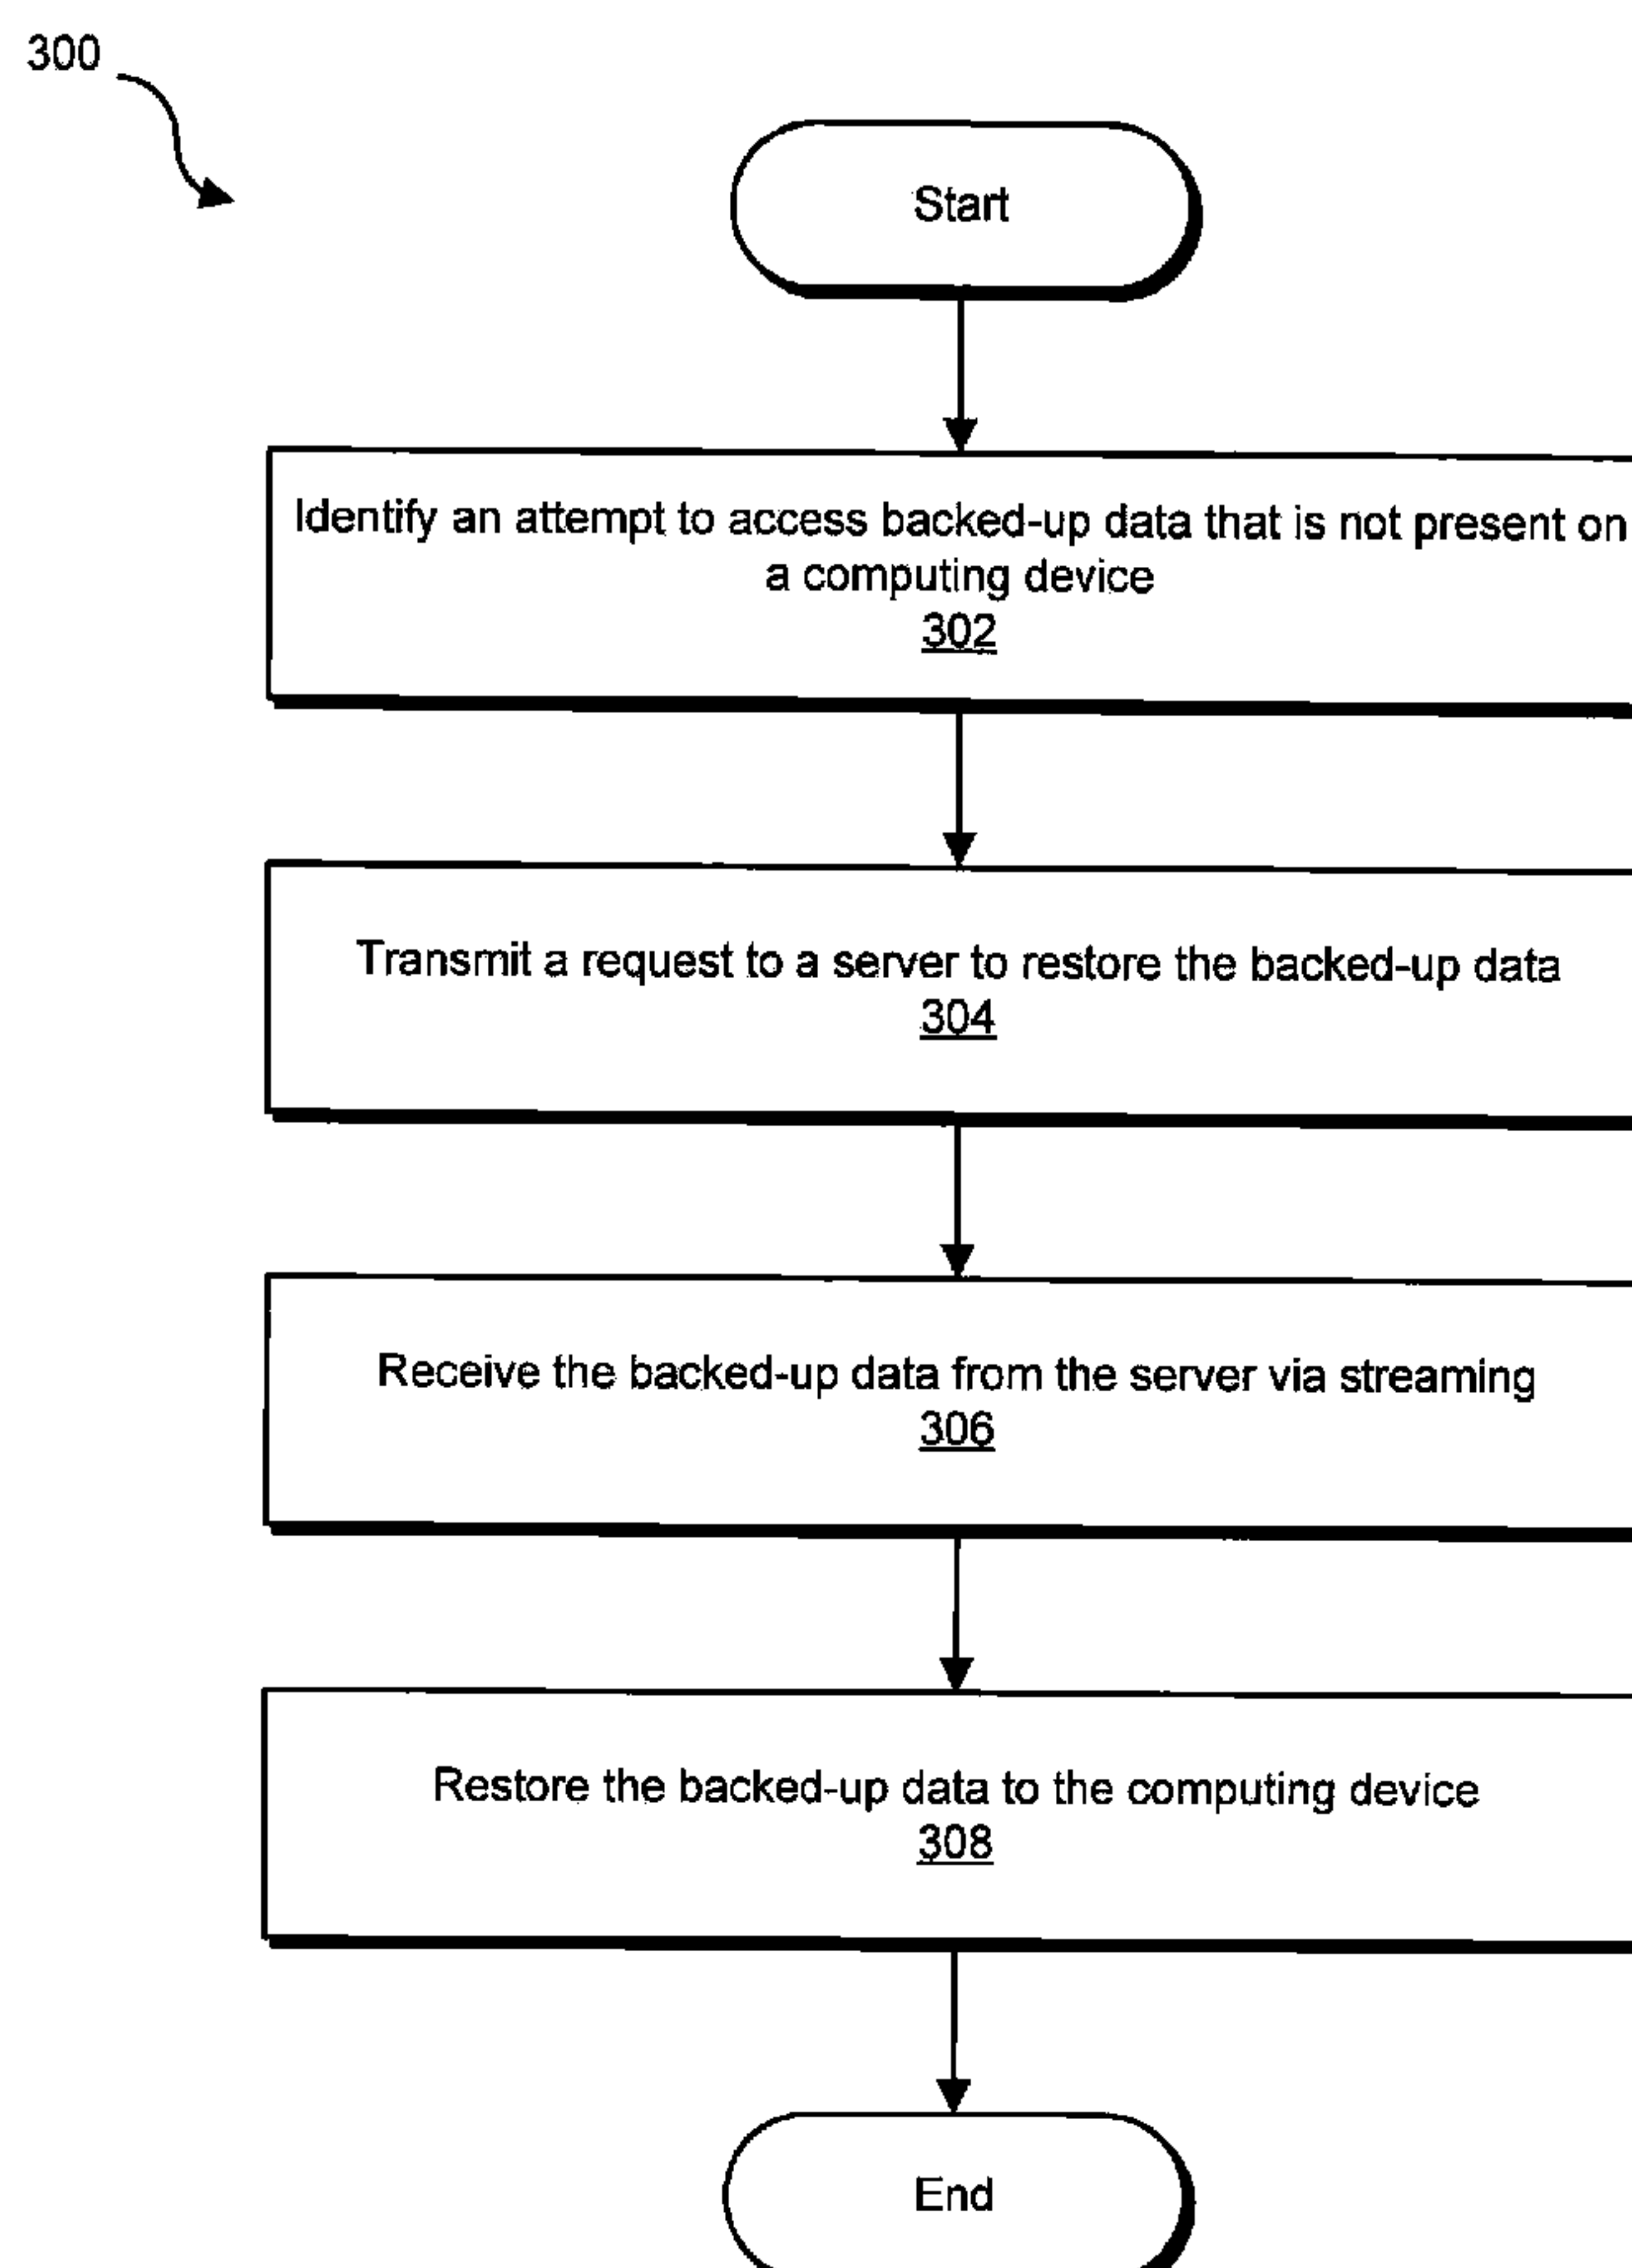 300
Start
Identify an attempt to access backed-up data that is not present on
a computing device
302
Transmit a request to a server to restore the backed-up data
304
Receive the backed-up data from the server via streaming
306
Restore the backed-up data to the computing device
308
End